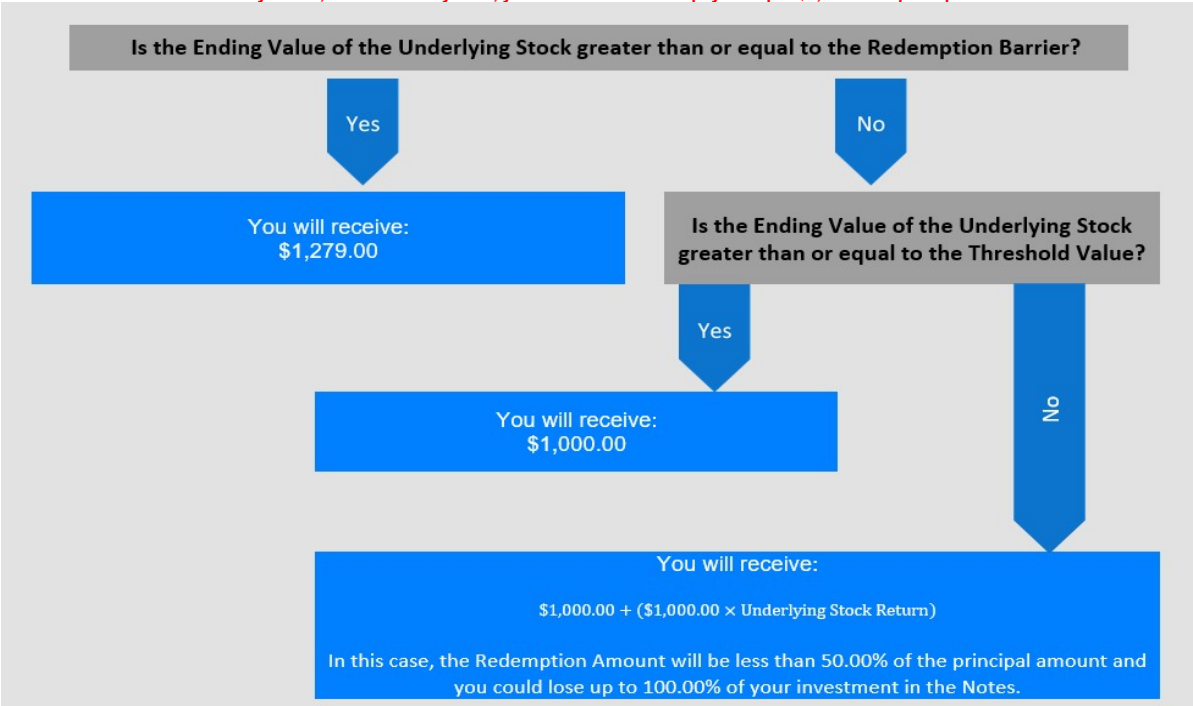 Is the Ending Value of the Underlying Stock greater than or equal to the Redemption Barrier?
Yes
No
You will receive:
$1,279.00
Is the Ending Value of the Underlying Stock
greater than or equal to the Threshold Value?
Yes
No
You will receive:
$1,000.00
You will receive:
$1,000.00 + ($1,000.00 × Underlying Stock Return)
In this case, the Redemption Amount will be less than 50.00% of the principal amount and
you could lose up to 100.00% of your investment in the Notes.